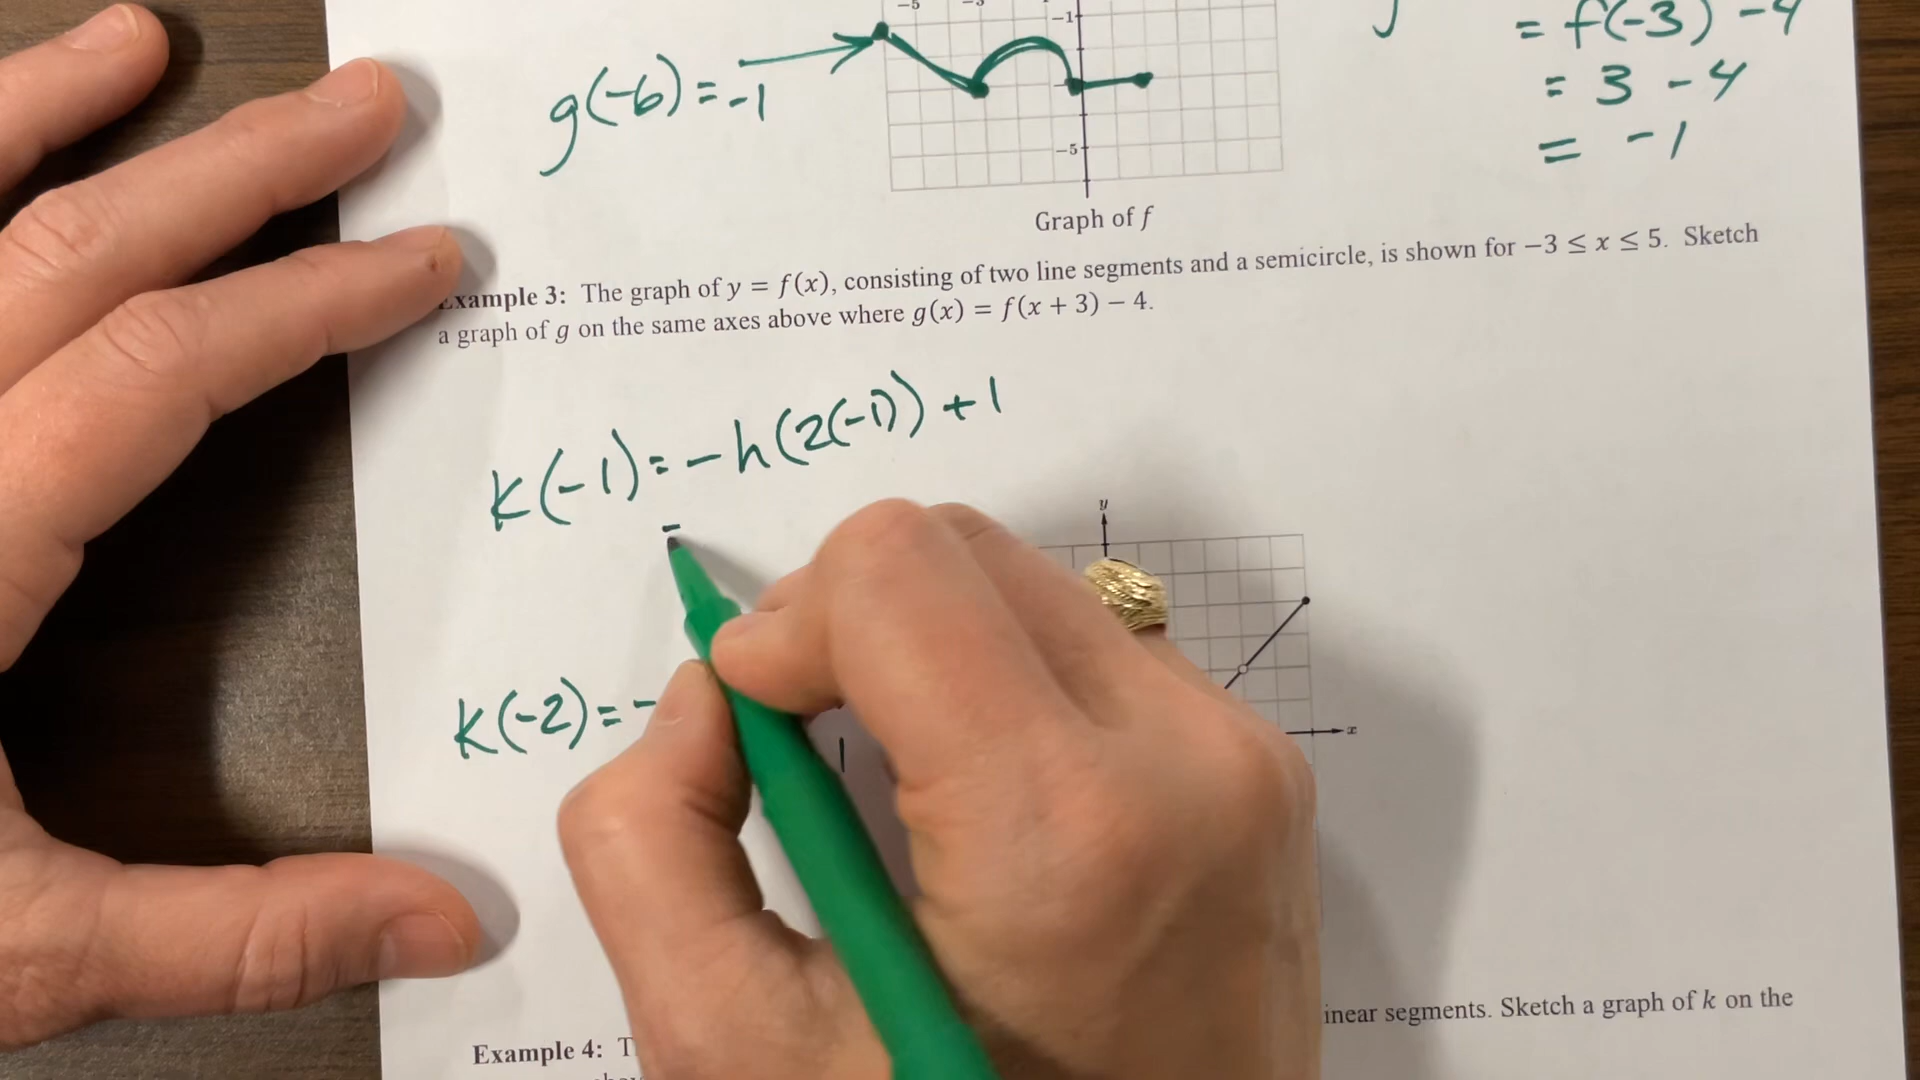 -5 -3
-1
= f(-3) -4
g(-6) = -1
= 3 -4
-5
= -1
Graph of f
Example 3: The graph of y = f(x), consisting of two line segments and a semicircle, is shown for −3 ≤ x ≤ 5. Sketch
a graph of g on the same axes above where g(x) = f(x + 3) − 4.
k(-1) = -h(2(-1)) +1
=
y
k(-2) = -
x
1
inear segments. Sketch a graph of k on the
Example 4: T